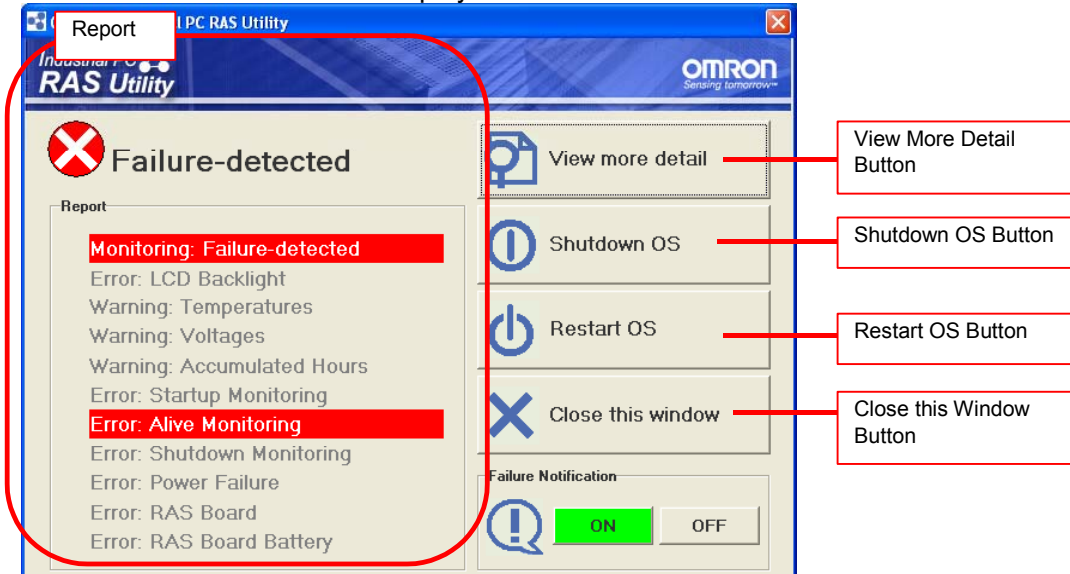 PC RAS Utility
Report
RAS Utility
OMRON
Sensing tomorrow
Failure-detected
Report
Monitoring: Failure-detected
Error: LCD Backlight
Warning: Temperatures
Warning: Voltages
Warning: Accumulated Hours
Error: Startup Monitoring
Error: Alive Monitoring
Error: Shutdown Monitoring
Error: Power Failure
Error: RAS Board
Error: RAS Board Battery
View more detail
Shutdown OS
Restart OS
Close this window
Failure Notification
ON
OFF
View More Detail
Button
Shutdown OS Button
Restart OS Button
Close this Window
Button